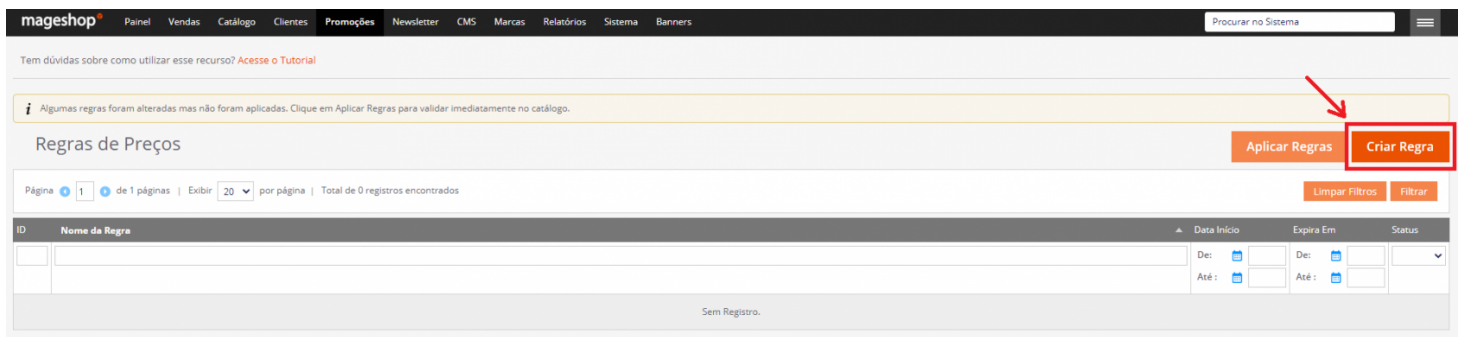 mageshop Painel Vendas Catálogo Clientes Promoções Newsletter CMS Marcas Relatórios Sistema Banners Procurar no Sistema
Tem dúvidas sobre como utilizar esse recurso? Acesse o Tutorial
i Algumas regras foram alteradas mas não foram aplicadas. Clique em Aplicar Regras para validar imediatamente no catálogo.
Regras de Preços Aplicar Regras Criar Regra
Página 1 de 1 páginas | Exibir 20 por página | Total de 0 registros encontrados Limpar Filtros Filtrar
ID Nome da Regra Data Início Expira Em Status
De: De:
Até : Até :
Sem Registro.